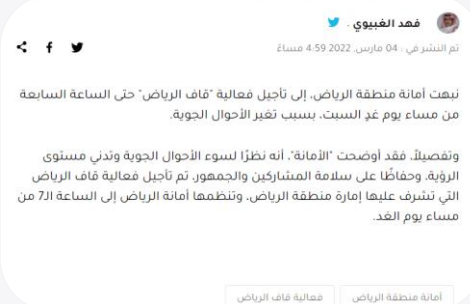 فهد الغبيوي .
تم النشر في : 04 مارس، 2022 4:59 مساءً
نبهت أمانة منطقة الرياض، إلى تأجيل فعالية "قاف الرياض" حتى الساعة السابعة
من مساء يوم غدٍ السبت، بسبب تغير الأحوال الجوية.
وتفصيلاً، فقد أوضحت "الأمانة"، أنه نظرًا لسوء الأحوال الجوية وتدني مستوى
الرؤية، وحفاظًا على سلامة المشاركين والجمهور، تم تأجيل فعالية قاف الرياض
التي تشرف عليها إمارة منطقة الرياض، وتنظمها أمانة الرياض إلى الساعة الـ7 من
مساء يوم الغد.
أمانة منطقة الرياض
فعالية قاف الرياض